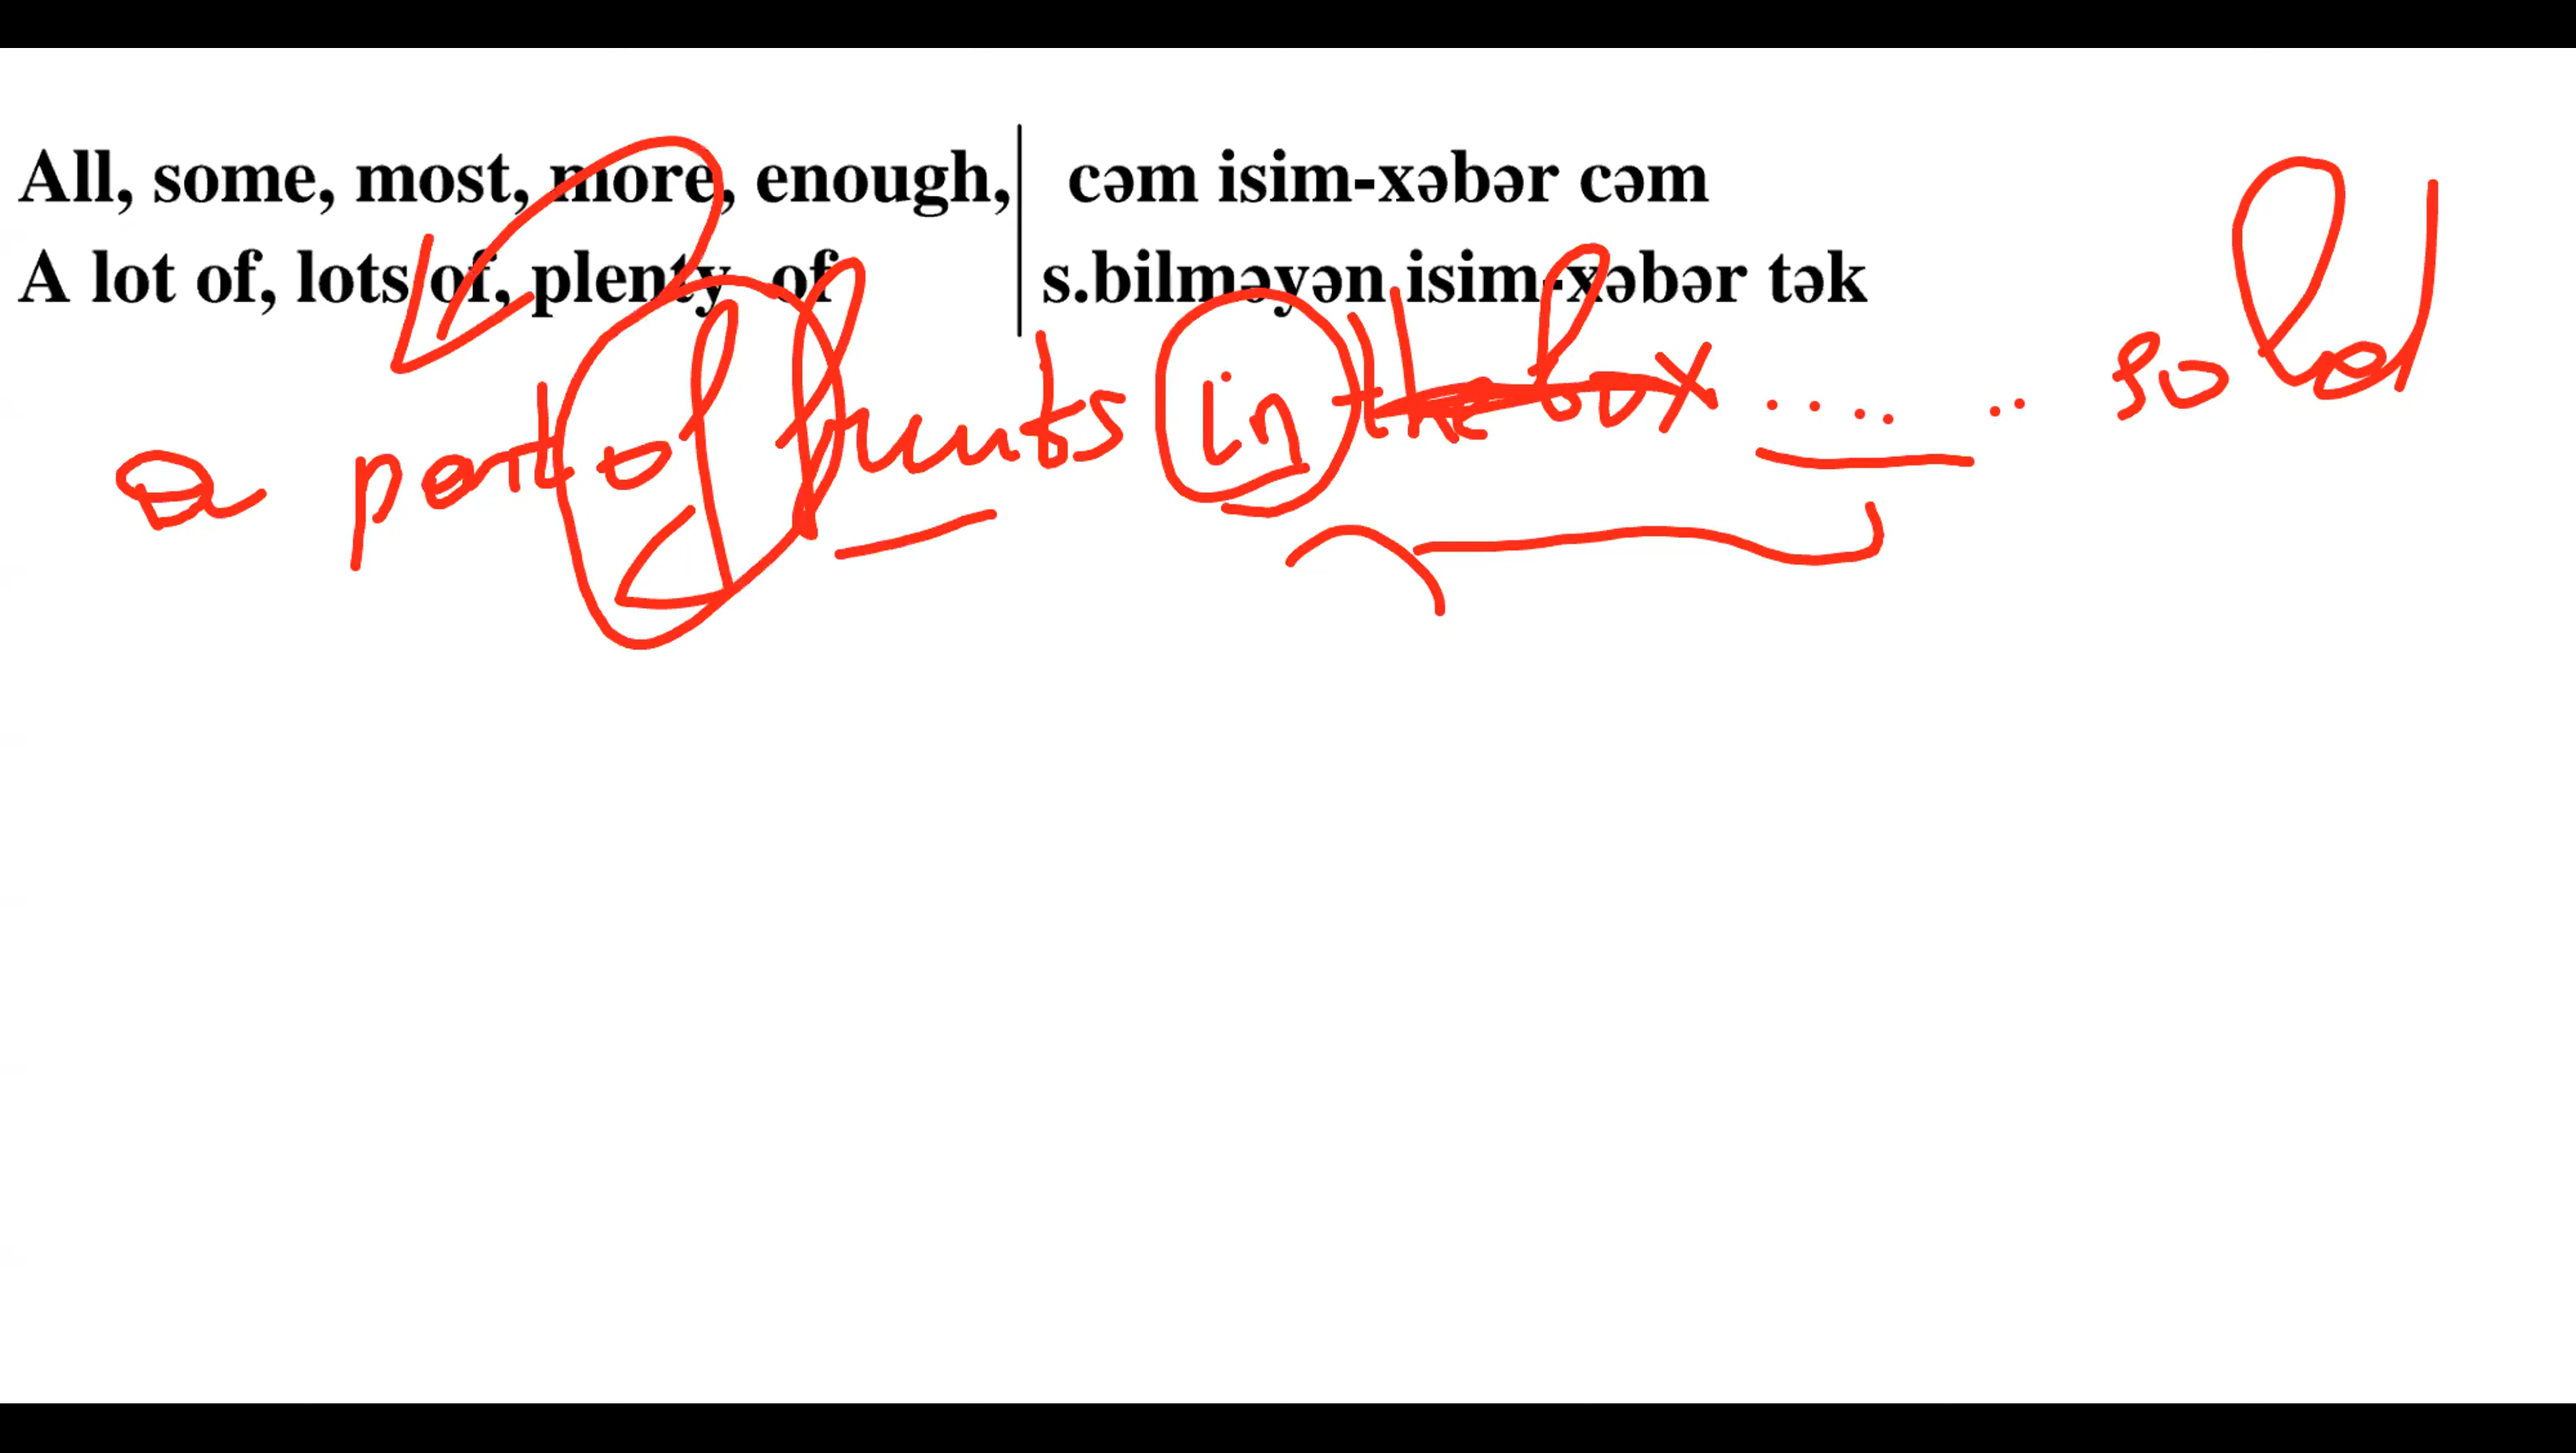 All, some, most, more, enough, cəm isim-xəbər cəm
A lot of, lots of, plenty of s.bilməyən isim-xəbər tək
a part of fruits in the box ...... sold